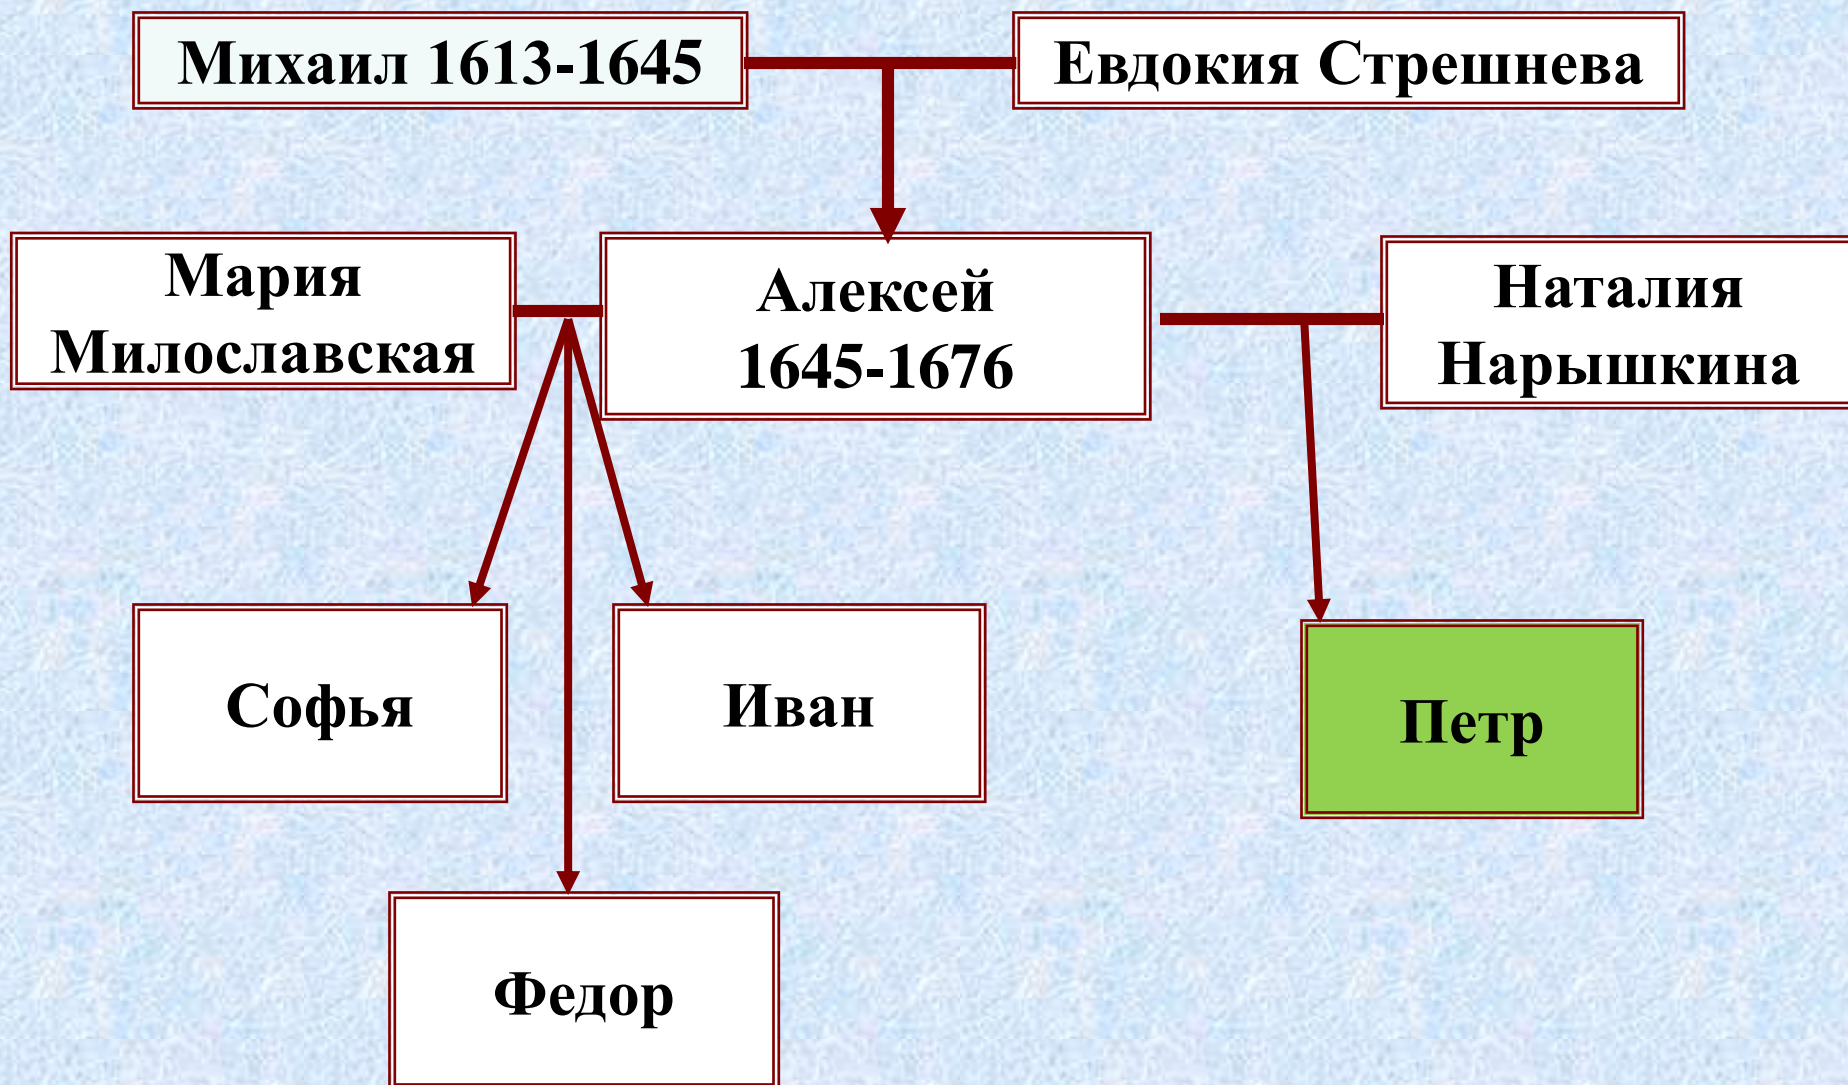 Михаил 1613-1645
Евдокия Стрешнева
Мария
Милославская
Алексей
1645-1676
Наталия
Нарышкина
Софья
Иван
Петр
Федор